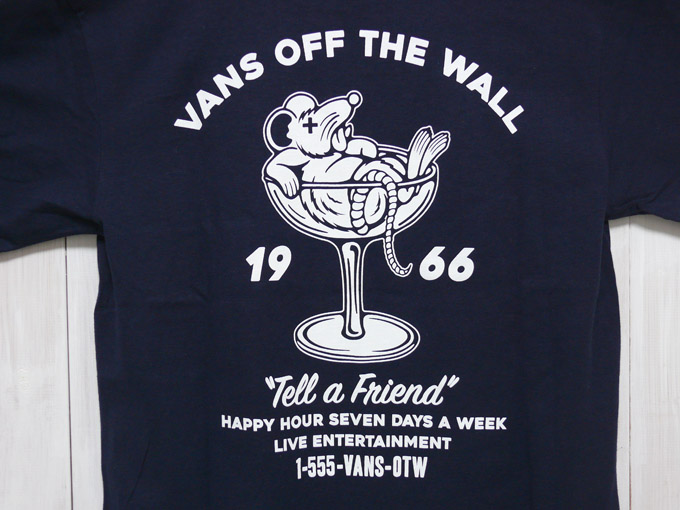 VANS OFF THE WALL
19 66
"Tell a Friend"
HAPPY HOUR SEVEN DAYS A WEEK
LIVE ENTERTAINMENT
1-555-VANS-OTW